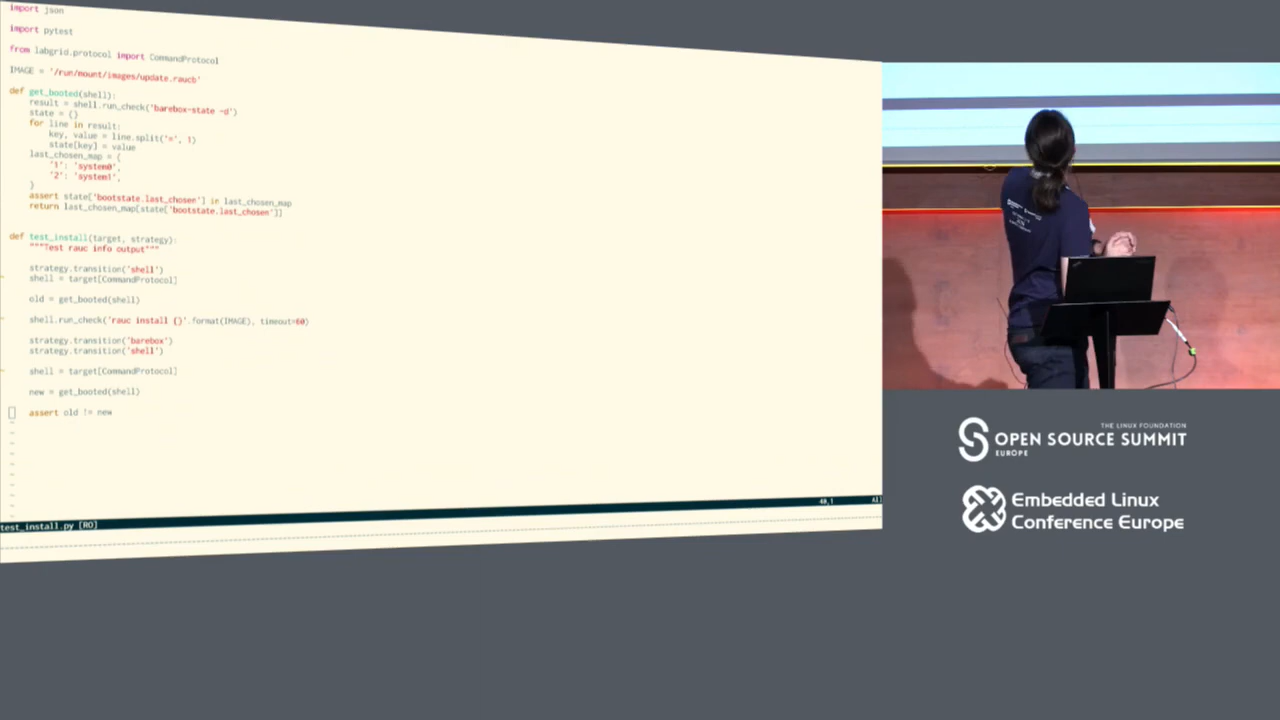 import json
import pytest
from labgrid.protocol import CommandProtocol
IMAGE = '/run/mount/images/update.raucb'
def get_booted(shell):
    result = shell.run_check('barebox-state -d')
    state = {}
    for line in result:
        key, value = line.split('=', 1)
        state[key] = value
    last_chosen_map = {
        '1': 'system0',
        '2': 'system1',
    }
    assert state['bootstate.last_chosen'] in last_chosen_map
    return last_chosen_map[state['bootstate.last_chosen']]
def test_install(target, strategy):
    """Test rauc info output"""
    strategy.transition('shell')
    shell = target[CommandProtocol]
    old = get_booted(shell)
    shell.run_check('rauc install {}'.format(IMAGE), timeout=60)
    strategy.transition('barebox')
    strategy.transition('shell')
    shell = target[CommandProtocol]
    new = get_booted(shell)
    assert old != new
~
~
~
~
~
~
~
~
~
~
test_install.py [RO] 40,1 All
THE LINUX FOUNDATION
OPEN SOURCE SUMMIT
EUROPE
Embedded Linux
Conference Europe